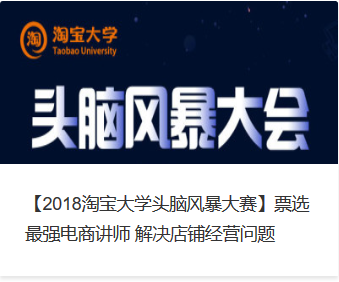 淘 淘宝大学
Taobao University
头脑风暴大会
【2018淘宝大学头脑风暴大赛】票选
最强电商讲师 解决店铺经营问题